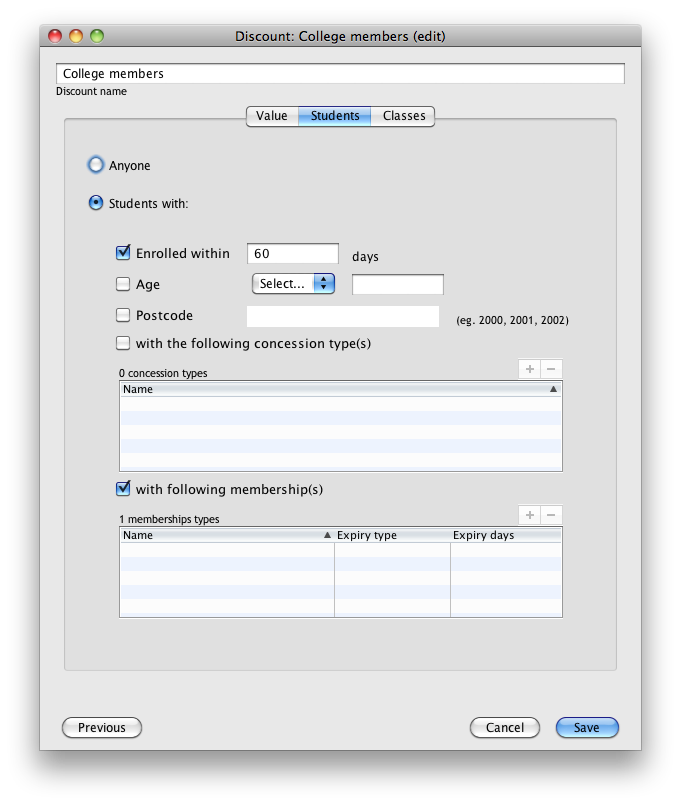 Discount: College members (edit)
College members
Discount name
Value Students Classes
Anyone
Students with:
Enrolled within 60 days
Age Select...
Postcode (eg. 2000, 2001, 2002)
with the following concession type(s)
0 concession types + −
Name
with following membership(s)
1 memberships types + −
Name Expiry type Expiry days
Previous Cancel Save